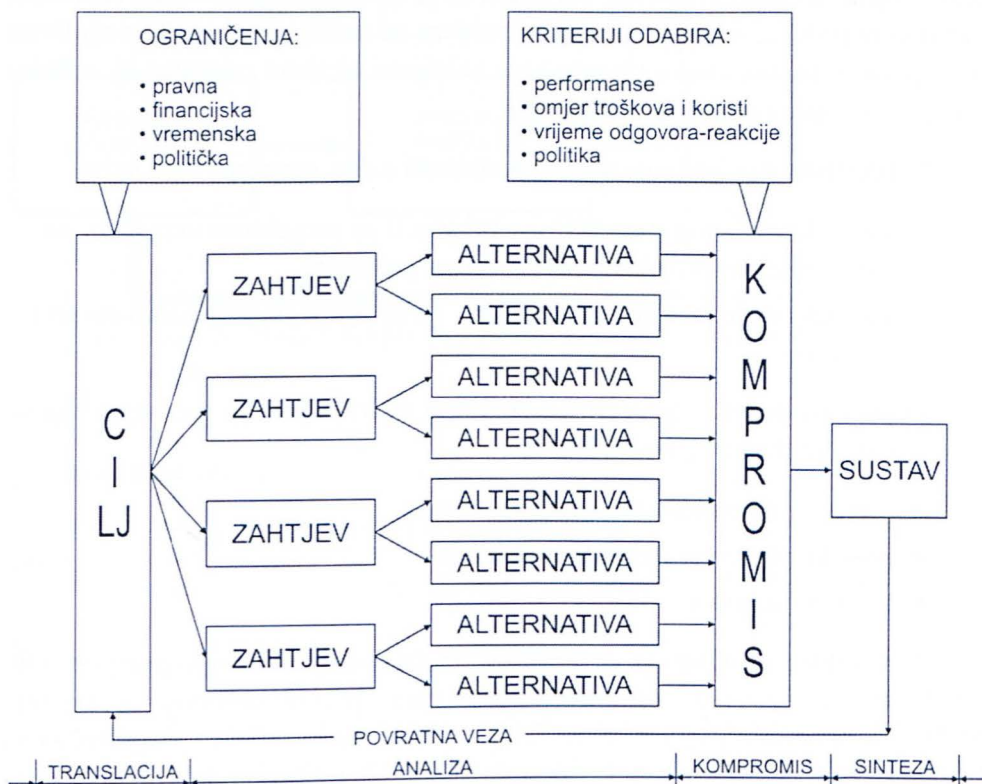 OGRANIČENJA:
• pravna
• financijska
• vremenska
• politička
KRITERIJI ODABIRA:
• performanse
• omjer troškova i koristi
• vrijeme odgovora-reakcije
• politika
C
I
LJ
ZAHTJEV
ZAHTJEV
ZAHTJEV
ZAHTJEV
ALTERNATIVA
ALTERNATIVA
ALTERNATIVA
ALTERNATIVA
ALTERNATIVA
ALTERNATIVA
ALTERNATIVA
ALTERNATIVA
K
O
M
P
R
O
M
I
S
SUSTAV
POVRATNA VEZA
TRANSLACIJA
ANALIZA
KOMPROMIS
SINTEZA